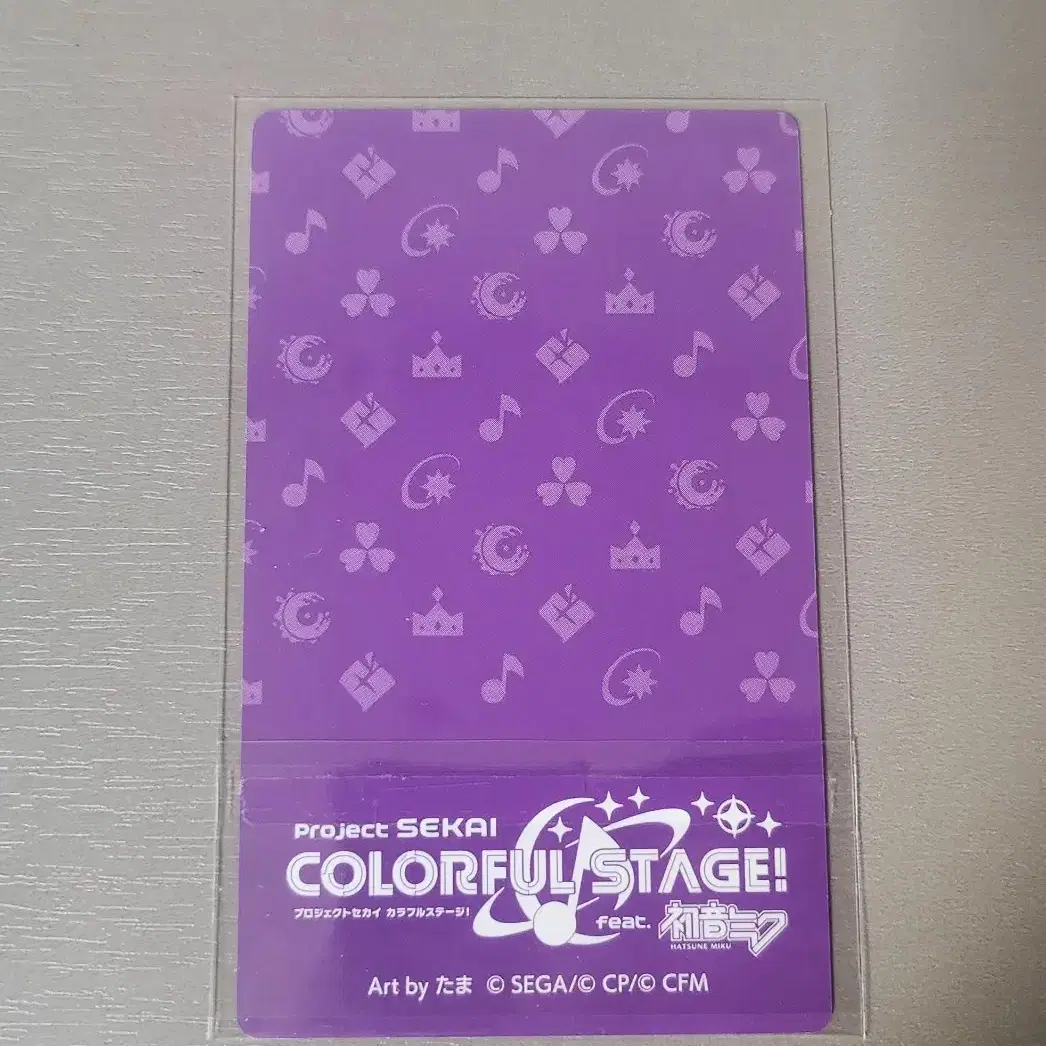 Project SEKAI
COLORFUL STAGE!
プロジェクトセカイ カラフルステージ!
feat. 初音ミク
HATSUNE MIKU
Art by たま © SEGA/© CP/© CFM